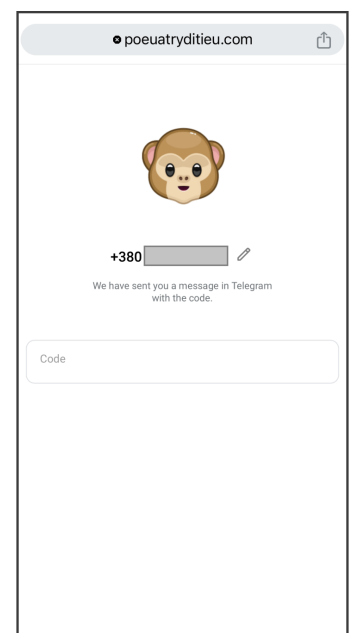 poeuatryditieu.com
+380
We have sent you a message in Telegram
with the code.
Code